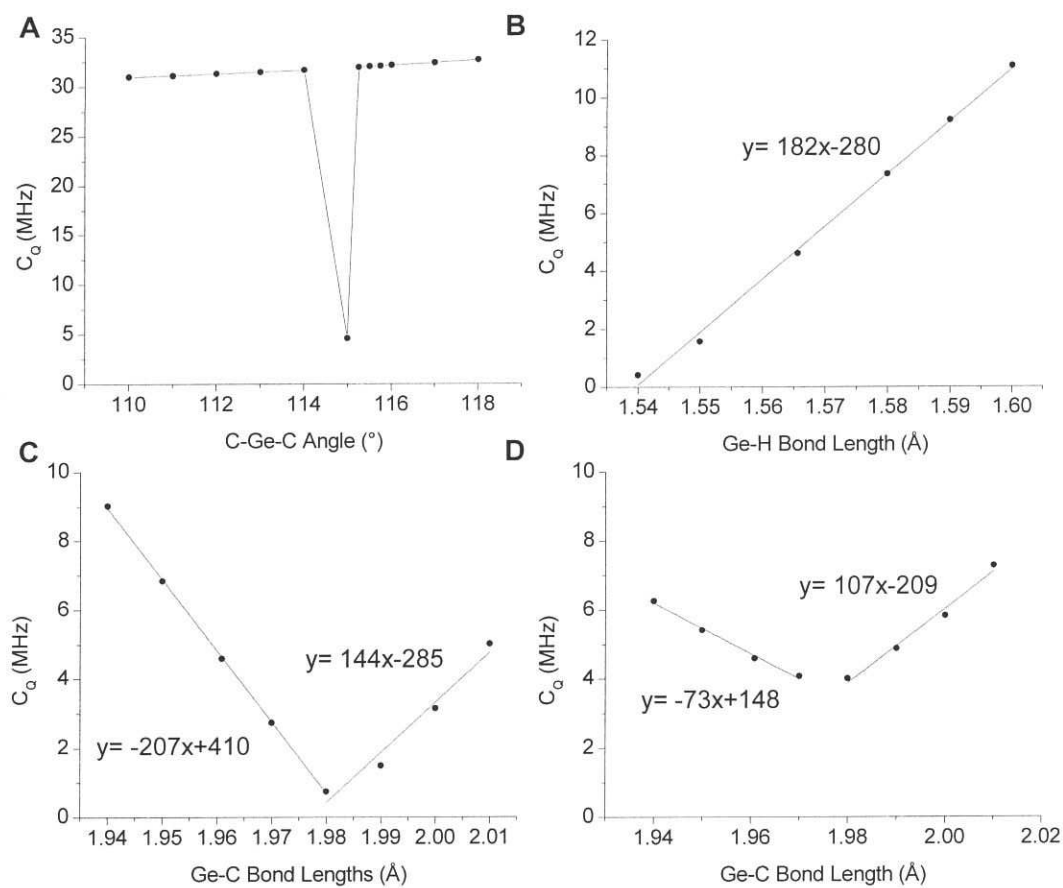 A
C_Q (MHz)
35
30
25
20
15
10
5
0
110 112 114 116 118
C-Ge-C Angle (°)
B
C_Q (MHz)
12
10
8
6
4
2
0
y= 182x-280
1.54 1.55 1.56 1.57 1.58 1.59 1.60
Ge-H Bond Length (Å)
C
C_Q (MHz)
10
8
6
4
2
0
y= 144x-285
y= -207x+410
1.94 1.95 1.96 1.97 1.98 1.99 2.00 2.01
Ge-C Bond Lengths (Å)
D
C_Q (MHz)
10
8
6
4
2
0
y= 107x-209
y= -73x+148
1.94 1.96 1.98 2.00 2.02
Ge-C Bond Length (Å)